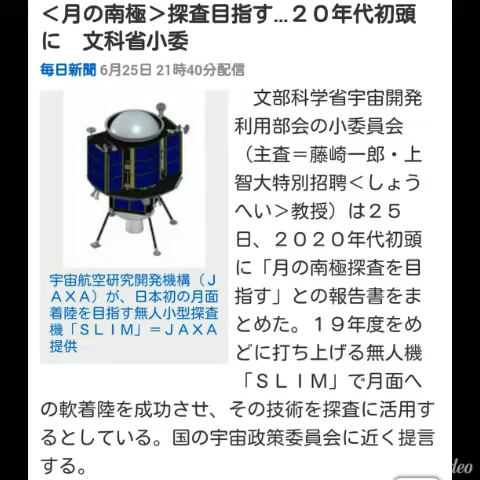 ＜月の南極＞探査目指す…２０年代初頭
に　文科省小委
毎日新聞 6月25日 21時40分配信
文部科学省宇宙開発
利用部会の小委員会
（主査＝藤崎一郎・上
智大特別招聘＜しょう
へい＞教授）は２５
日、２０２０年代初頭
に「月の南極探査を目
指す」との報告書をま
とめた。１９年度をめ
どに打ち上げる無人機
「ＳＬＩＭ」で月面へ
の軟着陸を成功させ、その技術を探査に活用す
るとしている。国の宇宙政策委員会に近く提言
する。
宇宙航空研究開発機構（Ｊ
ＡＸＡ）が、日本初の月面
着陸を目指す無人小型探査
機「ＳＬＩＭ」＝ＪＡＸＡ
提供